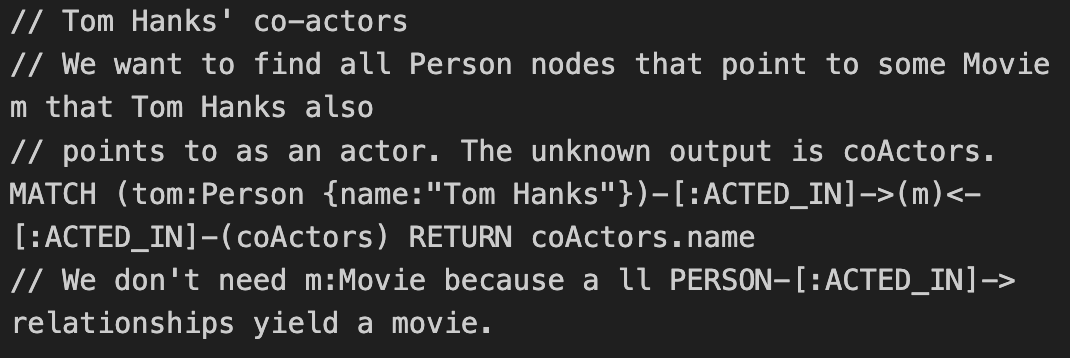 // Tom Hanks' co-actors
// We want to find all Person nodes that point to some Movie
m that Tom Hanks also
// points to as an actor. The unknown output is coActors.
MATCH (tom:Person {name:"Tom Hanks"})-[:ACTED_IN]->(m)<-
[:ACTED_IN]-(coActors) RETURN coActors.name
// We don't need m:Movie because a ll PERSON-[:ACTED_IN]->
relationships yield a movie.